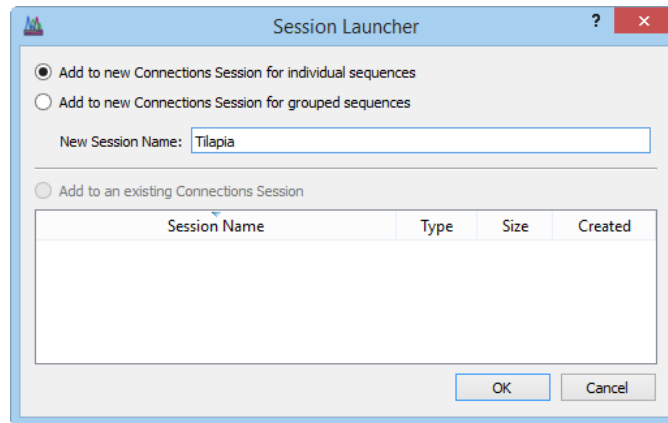 Session Launcher
?
×
Add to new Connections Session for individual sequences
Add to new Connections Session for grouped sequences
New Session Name: Tilapia
Add to an existing Connections Session
Session Name Type Size Created
OK Cancel